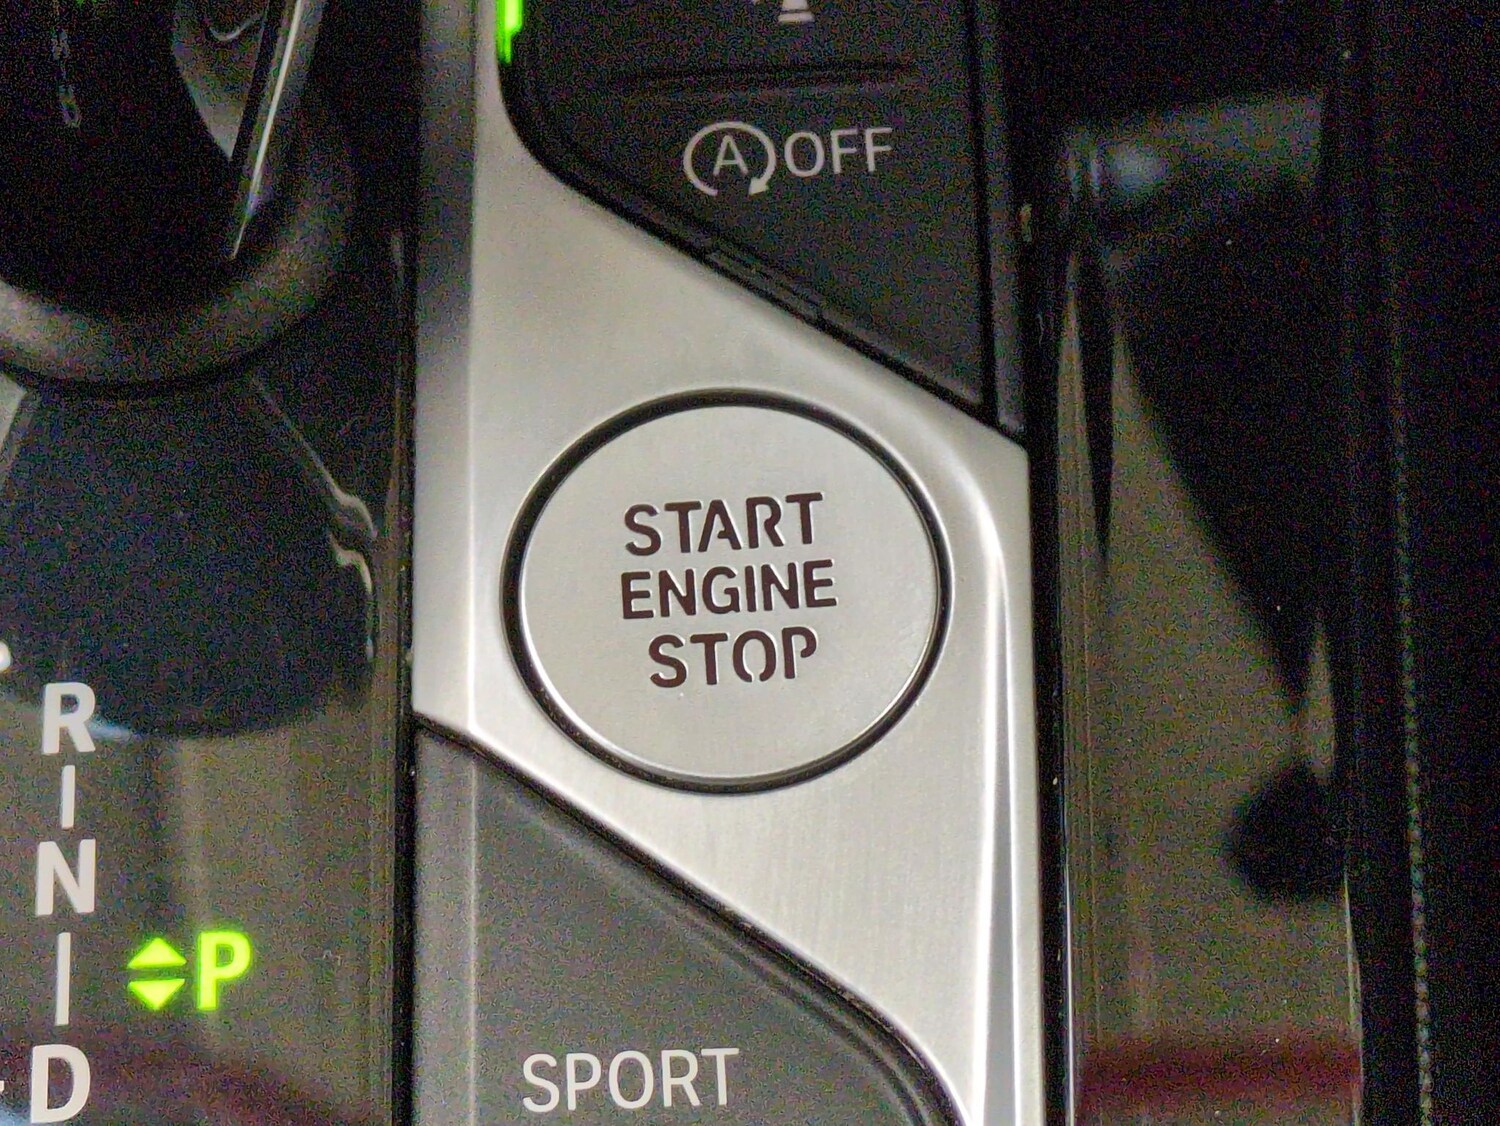 A OFF
START
ENGINE
STOP
R
N
P
D
SPORT